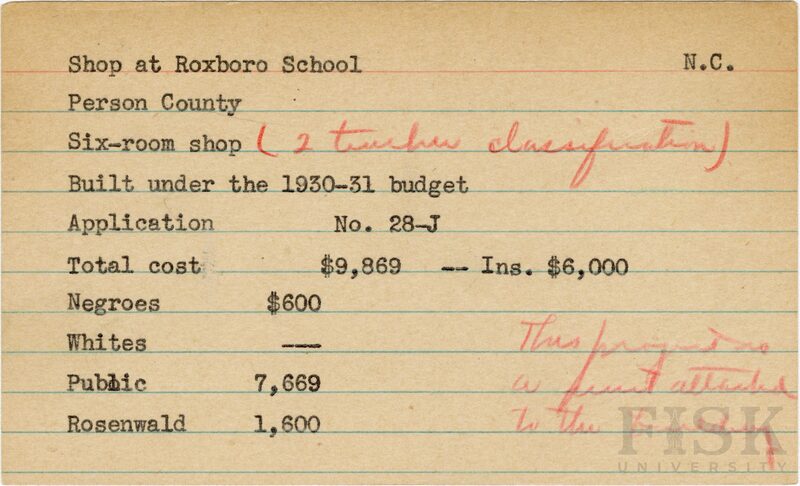 Shop at Roxboro School N.C.
Person County
Six-room shop (2 teacher classification)
Built under the 1930-31 budget
Application No. 28-J
Total cost $9,869 -- Ins. $6,000
Negroes $600
Whites ---
Public 7,669
Rosenwald 1,600
This project is
a unit attached
to the
FISK
UNIVERSITY